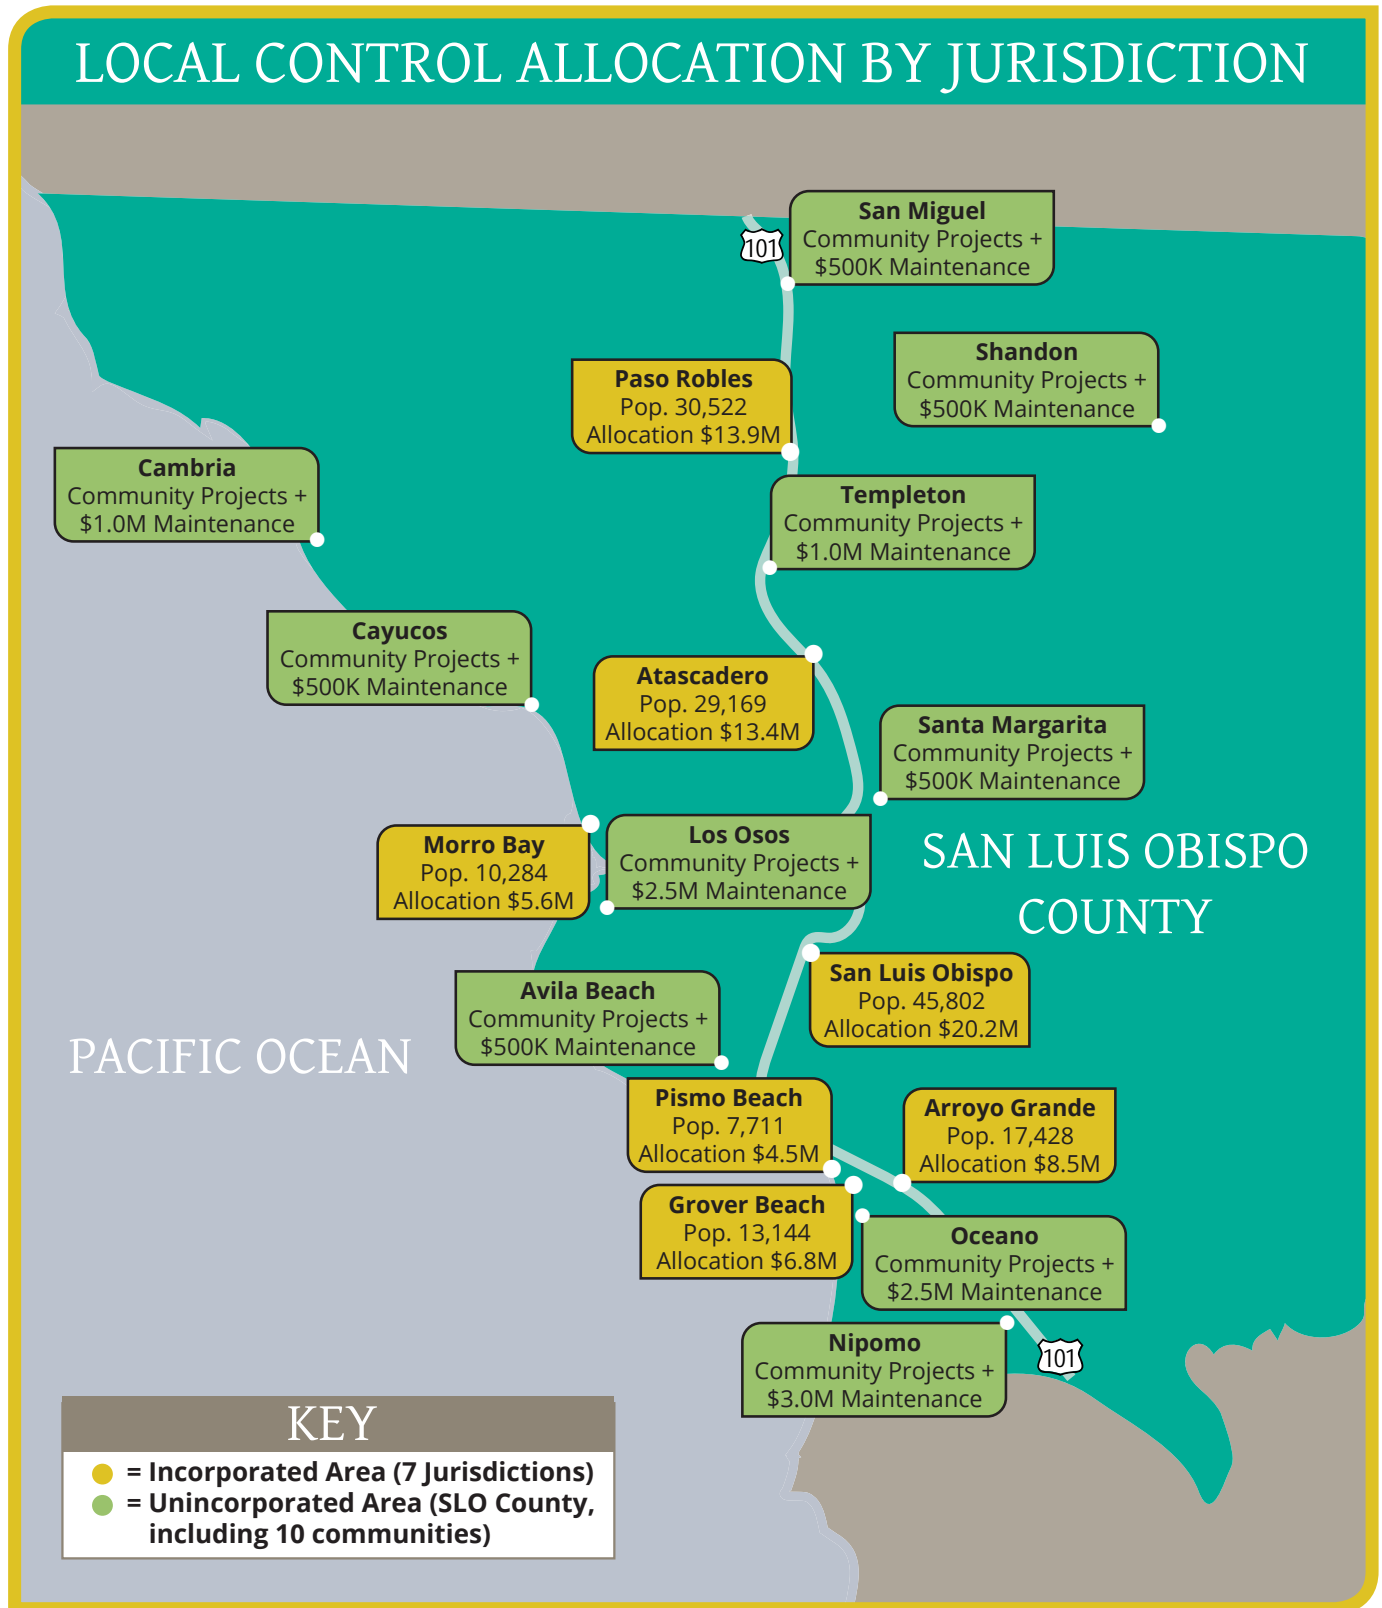 LOCAL CONTROL ALLOCATION BY JURISDICTION
San Miguel
Community Projects +
$500K Maintenance
101
Shandon
Community Projects +
$500K Maintenance
Paso Robles
Pop. 30,522
Allocation $13.9M
Cambria
Community Projects +
$1.0M Maintenance
Templeton
Community Projects +
$1.0M Maintenance
Cayucos
Community Projects +
$500K Maintenance
Atascadero
Pop. 29,169
Allocation $13.4M
Santa Margarita
Community Projects +
$500K Maintenance
Morro Bay
Pop. 10,284
Allocation $5.6M
Los Osos
Community Projects +
$2.5M Maintenance
SAN LUIS OBISPO
COUNTY
San Luis Obispo
Pop. 45,802
Allocation $20.2M
Avila Beach
Community Projects +
$500K Maintenance
PACIFIC OCEAN
Pismo Beach
Pop. 7,711
Allocation $4.5M
Arroyo Grande
Pop. 17,428
Allocation $8.5M
Grover Beach
Pop. 13,144
Allocation $6.8M
Oceano
Community Projects +
$2.5M Maintenance
Nipomo
Community Projects +
$3.0M Maintenance
101
KEY
= Incorporated Area (7 Jurisdictions)
= Unincorporated Area (SLO County,
including 10 communities)